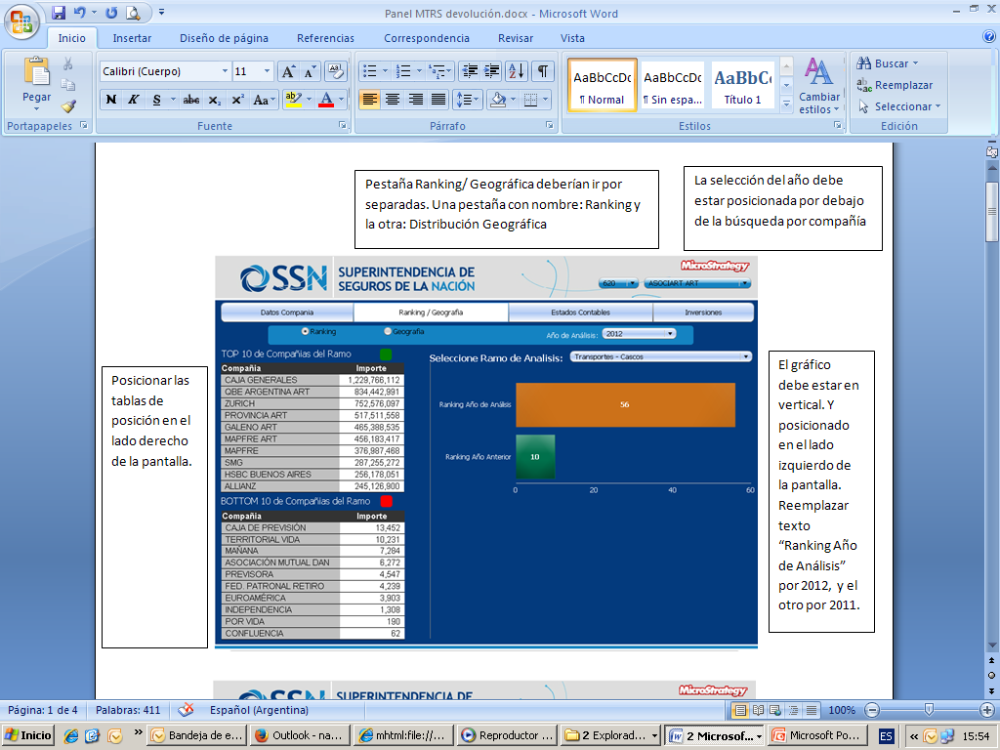 Panel MTRS devolución.docx - Microsoft Word
Inicio
Insertar
Diseño de página
Referencias
Correspondencia
Revisar
Vista
Pegar
Portapapeles
Calibri (Cuerpo)
11
N K S abc x₂ x² Aa
Fuente
Párrafo
AaBbCcDc
¶ Normal
AaBbCcDc
¶ Sin espa...
AaBbC
Título 1
Cambiar
estilos
Estilos
Buscar
Reemplazar
Seleccionar
Edición
Pestaña Ranking/ Geográfica deberían ir por
separadas. Una pestaña con nombre: Ranking y
la otra: Distribución Geográfica
La selección del año debe
estar posicionada por debajo
de la búsqueda por compañía
SSN
SUPERINTENDENCIA DE
SEGUROS DE LA NACIÓN
MicroStrategy
620
ASOCIART ART
Datos Compania
Ranking / Geografia
Estados Contables
Inversiones
Ranking
Geografia
Año de Análisis:
2012
TOP 10 de Compañias del Ramo
Compañia Importe
CAJA GENERALES 1,229,766,112
QBE ARGENTINA ART 834,442,991
ZURICH 752,576,097
PROVINCIA ART 517,511,558
GALENO ART 465,388,535
MAPFRE ART 456,183,417
MAPFRE 376,987,468
SMG 287,255,272
HSBC BUENOS AIRES 256,178,051
ALLIANZ 245,126,900
BOTTOM 10 de Compañias del Ramo
Compañia Importe
CAJA DE PREVISIÓN 13,452
TERRITORIAL VIDA 10,231
MAÑANA 7,284
ASOCIACIÓN MUTUAL DAN 6,272
PREVISORA 4,547
FED. PATRONAL RETIRO 4,239
EUROAMÉRICA 3,903
INDEPENDENCIA 1,308
POR VIDA 190
CONFLUENCIA 62
Seleccione Ramo de Analisis:
Transportes - Cascos
Ranking Año de Análisis
56
Ranking Año Anterior
10
0 20 40 60
Posicionar las
tablas de
posición en el
lado derecho
de la pantalla.
El gráfico
debe estar en
vertical. Y
posicionado
en el lado
izquierdo de
la pantalla.
Reemplazar
texto
“Ranking Año
de Análisis”
por 2012, y el
otro por 2011.
SSN
SUPERINTENDENCIA DE
MicroStrategy
Página: 1 de 4
Palabras: 411
Español (Argentina)
100%
Inicio
Bandeja de e...
Outlook - na...
mhtml:file://...
Reproductor ...
2 Explorad...
2 Microsof...
Microsoft Po...
ES
15:54